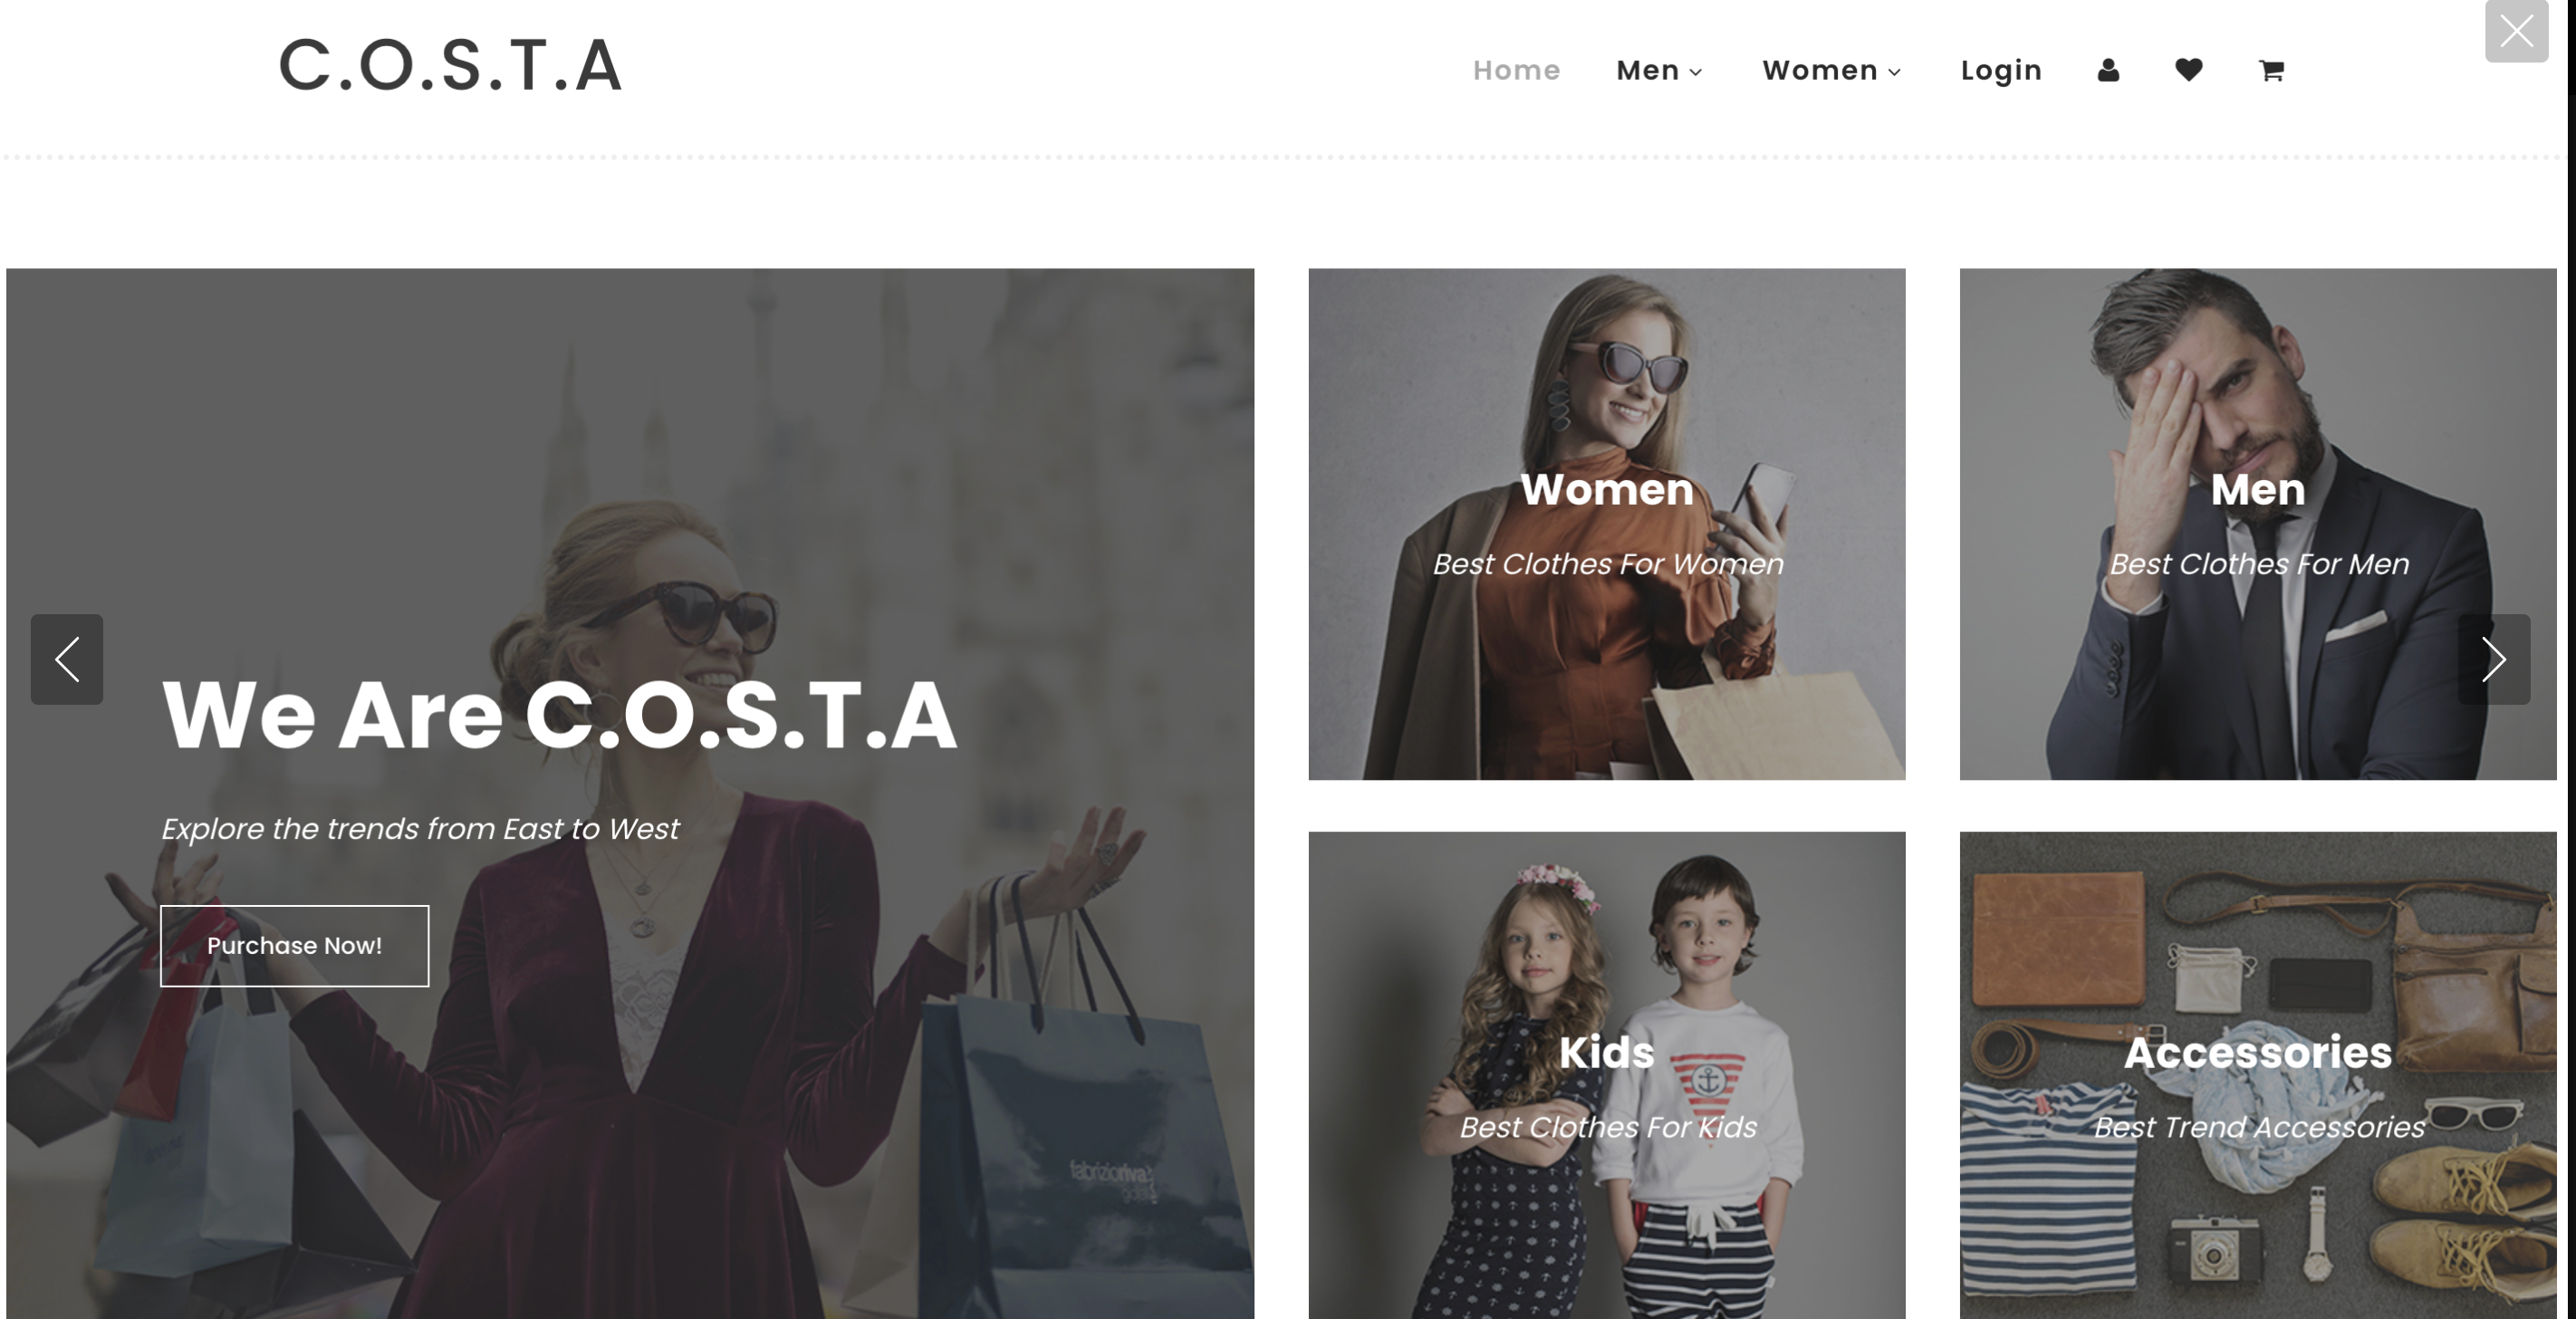 C.O.S.T.A
Home Men Women Login
We Are C.O.S.T.A
Explore the trends from East to West
Purchase Now!
fabrizioriva
Women
Best Clothes For Women
Men
Best Clothes For Men
Kids
Best Clothes For Kids
Accessories
Best Trend Accessories